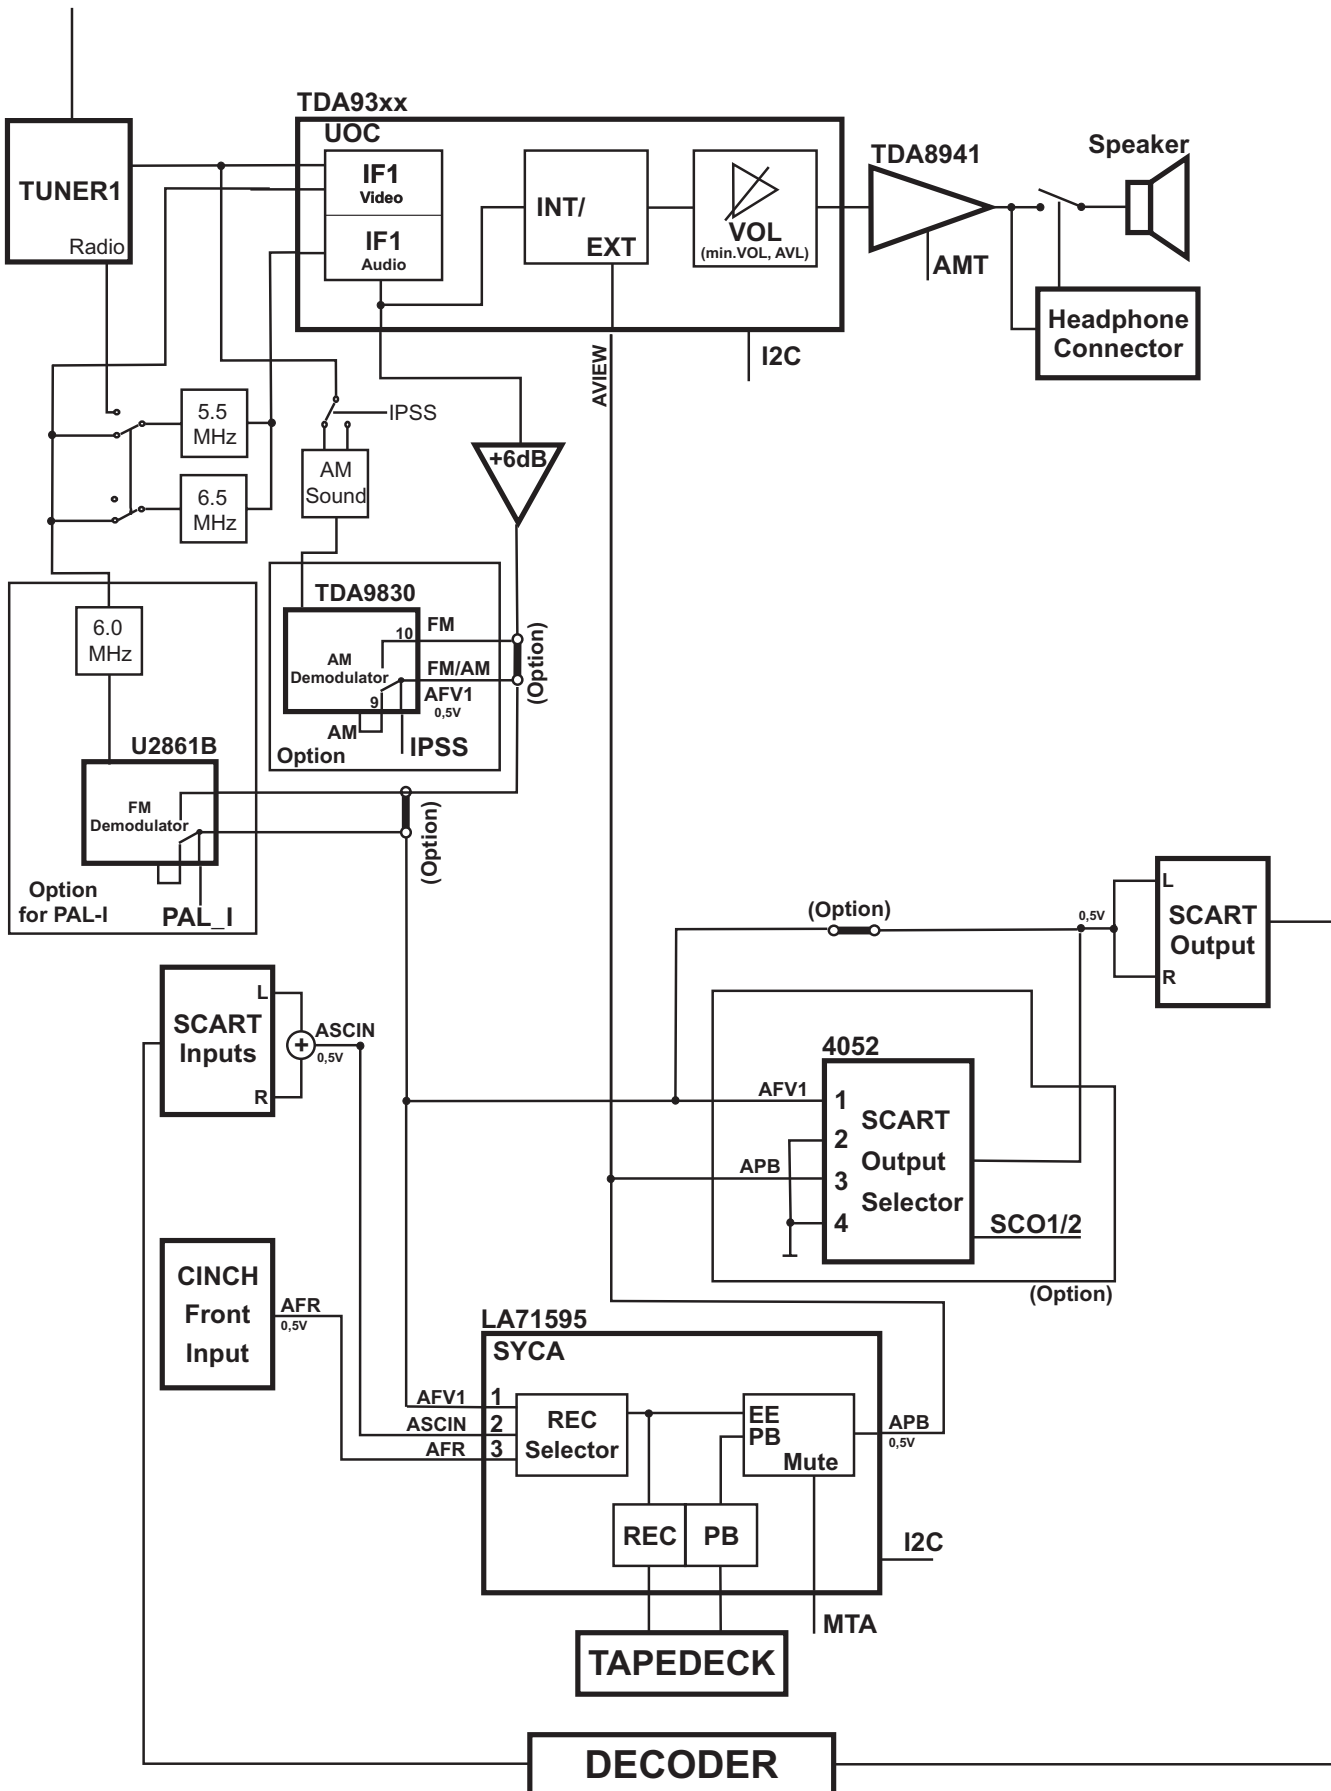 TDA93xx
UOC
TUNER1
Radio
IF1
Video
IF1
Audio
INT/
EXT
VOL
(min.VOL, AVL)
TDA8941
AMT
Speaker
Headphone
Connector
I2C
AVIEW
5.5
MHz
6.5
MHz
IPSS
AM
Sound
+6dB
6.0
MHz
TDA9830
10
FM
AM
Demodulator
FM/AM
9
AFV1
0,5V
AM
IPSS
Option
(Option)
U2861B
FM
Demodulator
Option
for PAL-I
PAL_I
(Option)
(Option)
0,5V
L
SCART
Output
R
L
SCART
Inputs
R
+
ASCIN
0,5V
4052
AFV1
1
SCART
2
APB
Output
3
Selector
4
SCO1/2
(Option)
CINCH
Front
Input
AFR
0,5V
LA71595
SYCA
AFV1
1
ASCIN
2
AFR
3
REC
Selector
EE
PB
Mute
APB
0,5V
REC
PB
I2C
MTA
TAPEDECK
DECODER